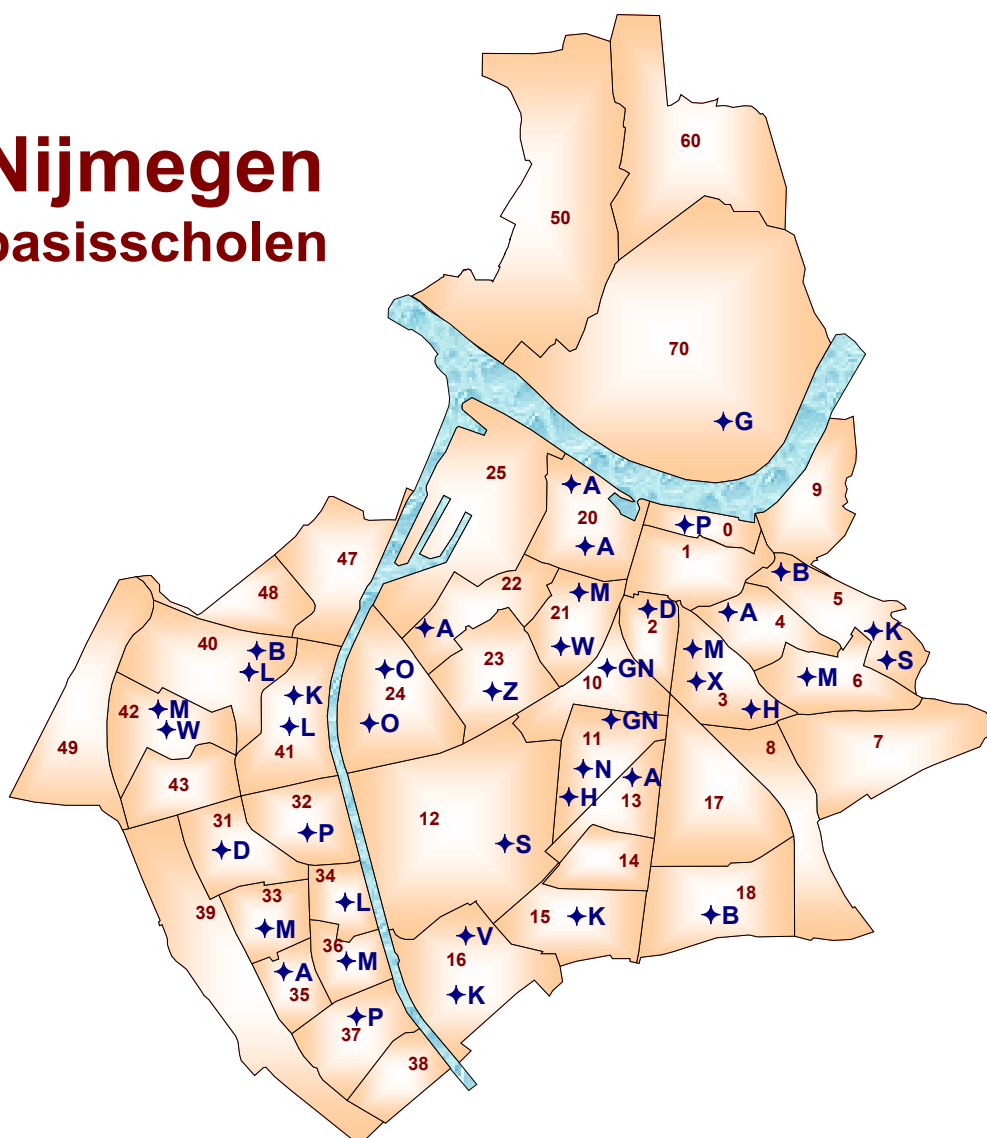 Nijmegen
basisscholen
60
50
70
G
25
9
A
20
P
0
A
1
B
47
22
48
M
5
21
D
A
4
A
2
K
40
B
W
M
S
L
23
O
GN
10
M
6
24
Z
X
3
K
42
M
H
W
O
GN
L
11
8
7
49
41
N
A
43
H
13
17
32
12
31
P
S
D
14
34
33
L
18
39
15
K
B
M
V
36
M
16
A
35
K
P
37
38